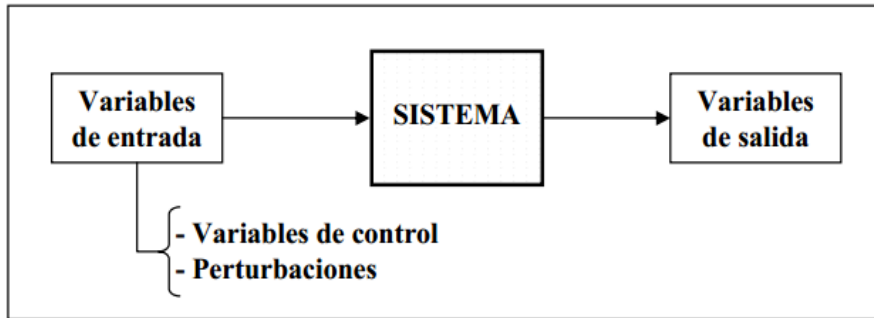 Variables
de entrada
SISTEMA
Variables
de salida
- Variables de control
- Perturbaciones